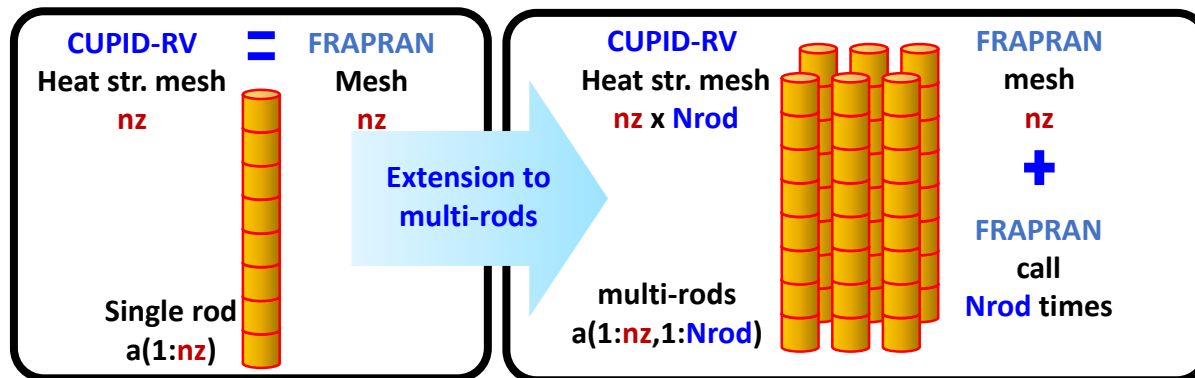 CUPID-RV
Heat str. mesh
nz
=
FRAPRAN
Mesh
nz
Single rod
a(1:nz)
Extension to
multi-rods
CUPID-RV
Heat str. mesh
nz x Nrod
multi-rods
a(1:nz,1:Nrod)
FRAPRAN
mesh
nz
+
FRAPRAN
call
Nrod times